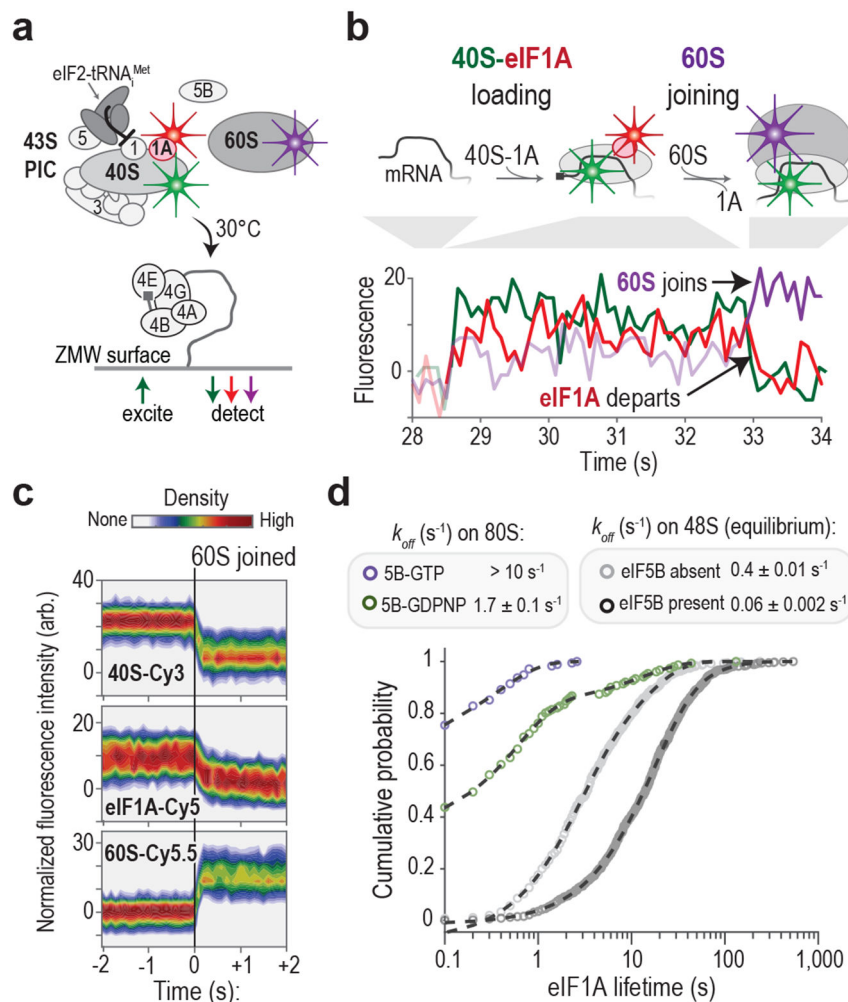 a
eIF2-tRNAiMet
5B
43S
PIC
5
1
1A
40S
3
60S
30°C
4E
4G
4A
4B
ZMW surface
excite
detect
b
40S-eIF1A
loading
60S
joining
mRNA
40S-1A
60S
1A
60S joins
eIF1A departs
Fluorescence
20
0
28 29 30 31 32 33 34
Time (s)
c
Density
None High
60S joined
Normalized fluorescence intensity (arb.)
40
0
40S-Cy3
20
0
eIF1A-Cy5
30
0
60S-Cy5.5
-2 -1 0 +1 +2
Time (s):
d
koff (s⁻¹) on 80S:
5B-GTP > 10 s⁻¹
5B-GDPNP 1.7 ± 0.1 s⁻¹
koff (s⁻¹) on 48S (equilibrium):
eIF5B absent 0.4 ± 0.01 s⁻¹
eIF5B present 0.06 ± 0.002 s⁻¹
Cumulative probability
1
0.8
0.6
0.4
0.2
0
0.1 1 10 100 1,000
eIF1A lifetime (s)